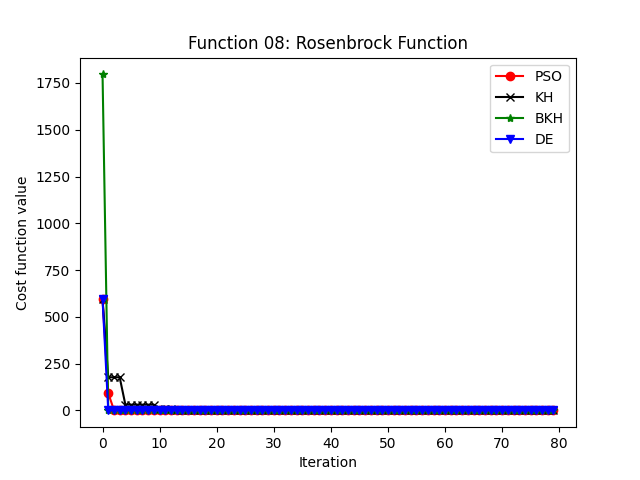 Function 08: Rosenbrock Function
PSO
KH
BKH
DE
Cost function value
1750
1500
1250
1000
750
500
250
0
0 10 20 30 40 50 60 70 80
Iteration